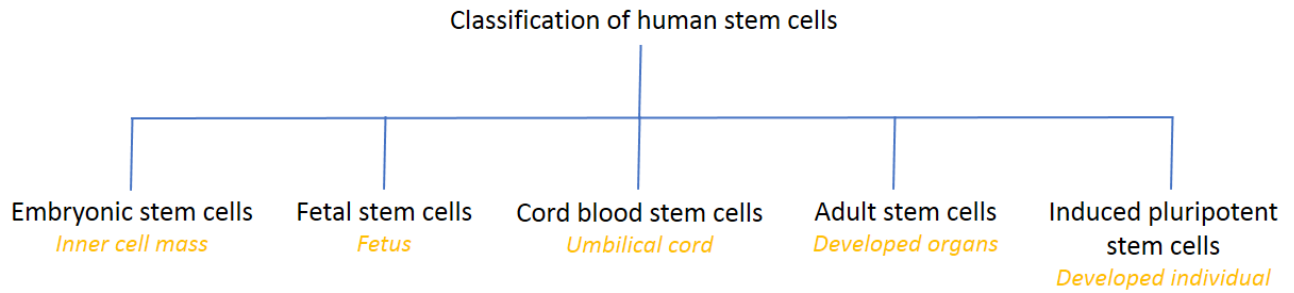 Classification of human stem cells
Embryonic stem cells
Inner cell mass
Fetal stem cells
Fetus
Cord blood stem cells
Umbilical cord
Adult stem cells
Developed organs
Induced pluripotent
stem cells
Developed individual